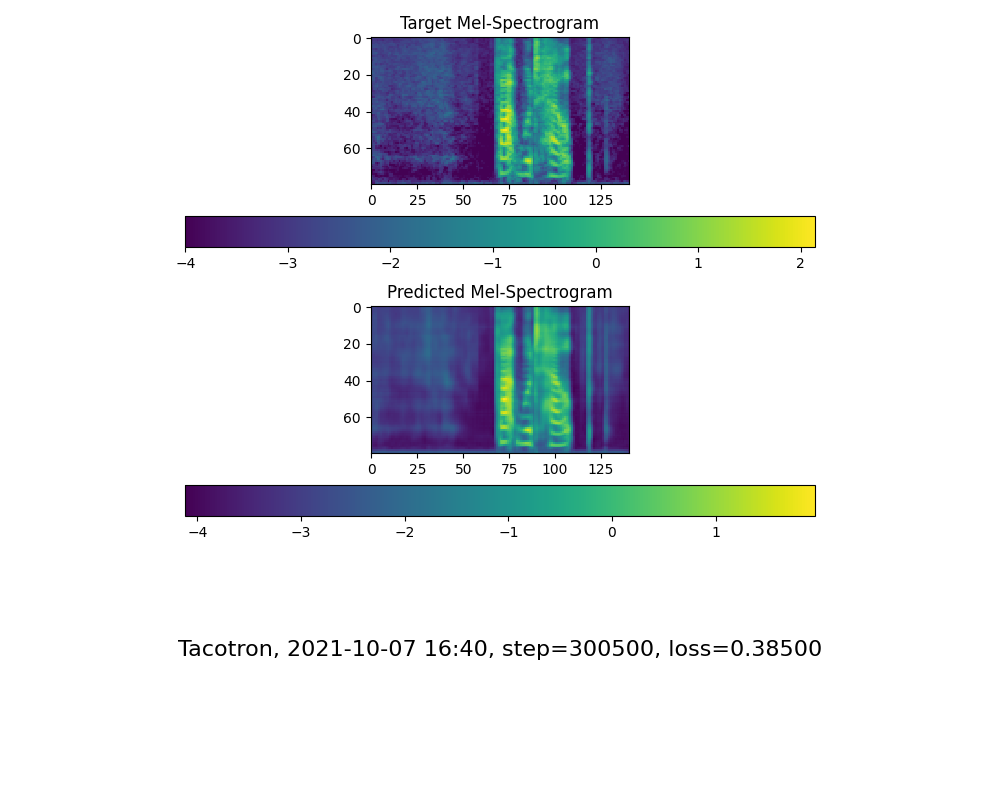 Target Mel-Spectrogram
0
20
40
60
0 25 50 75 100 125
−4 −3 −2 −1 0 1 2
Predicted Mel-Spectrogram
0
20
40
60
0 25 50 75 100 125
−4 −3 −2 −1 0 1
Tacotron, 2021-10-07 16:40, step=300500, loss=0.38500